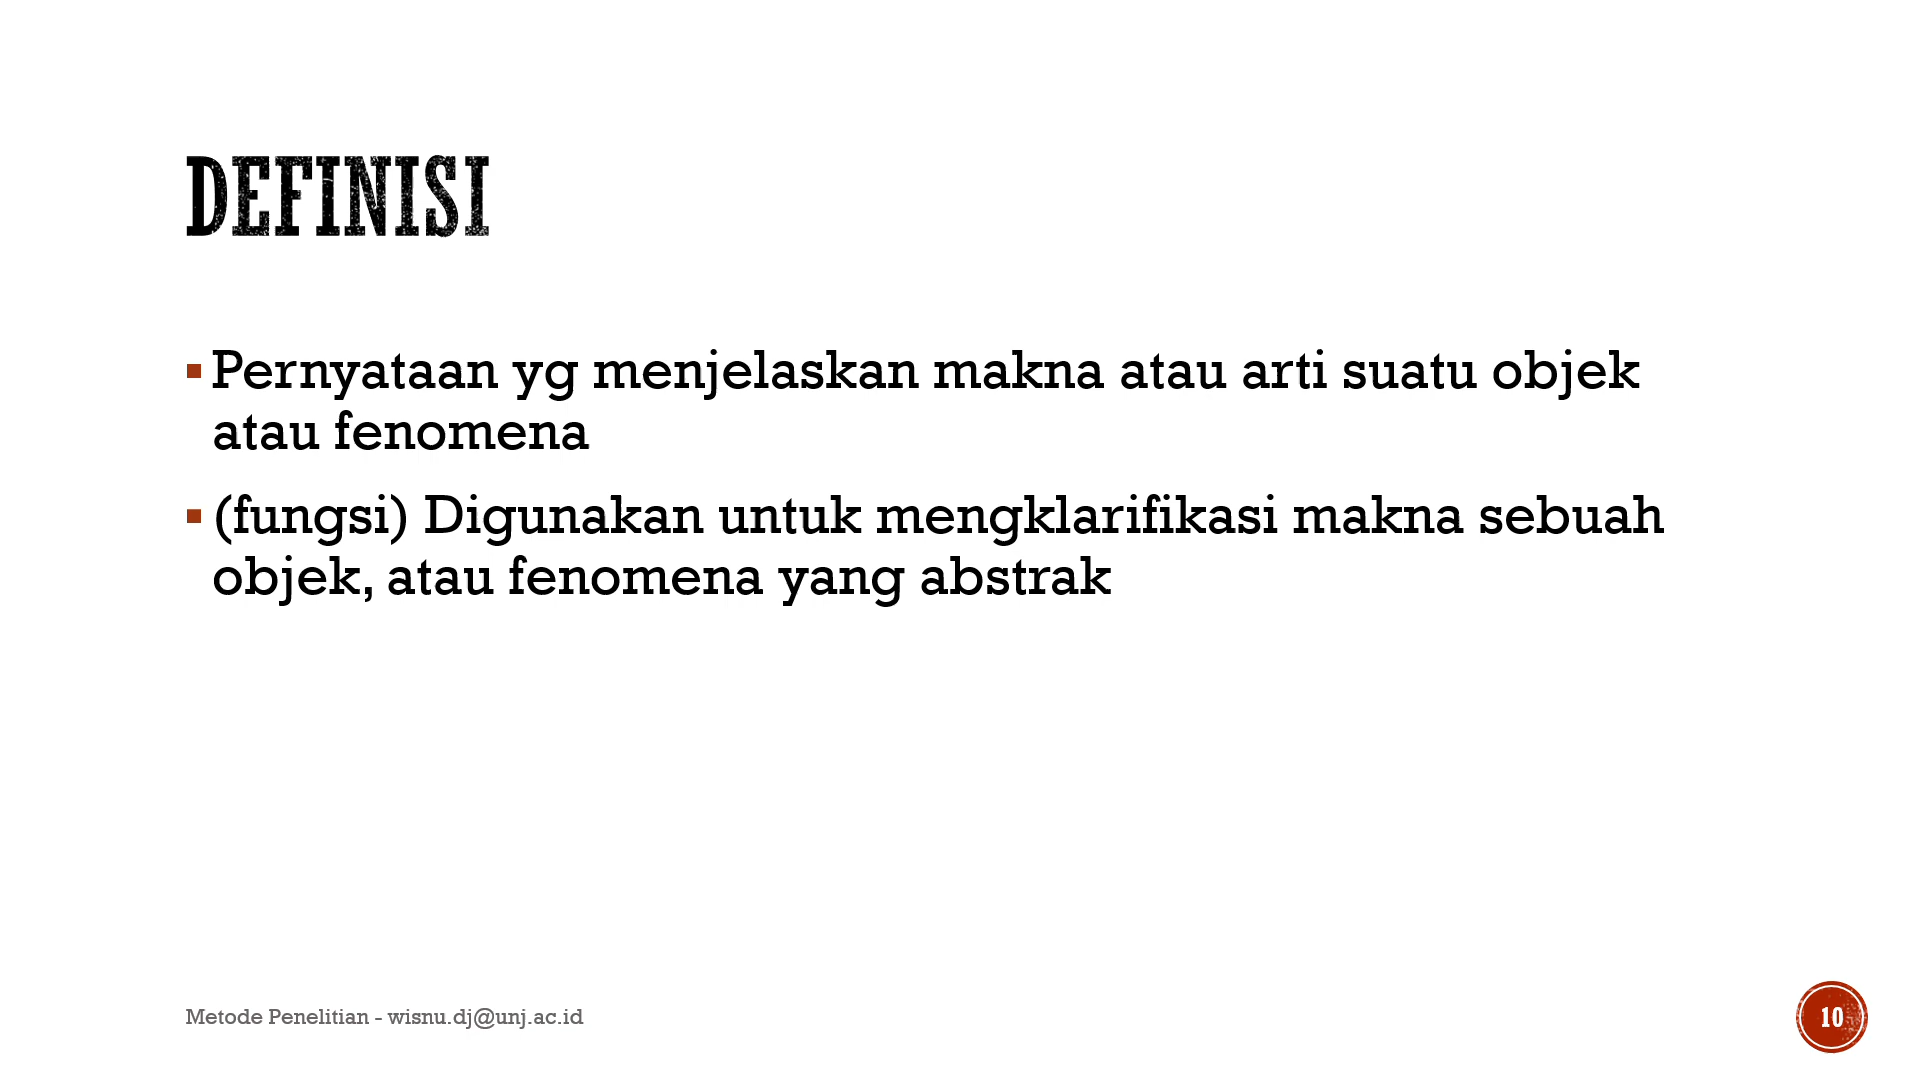 DEFINISI
▪ Pernyataan yg menjelaskan makna atau arti suatu objek
atau fenomena
▪ (fungsi) Digunakan untuk mengklarifikasi makna sebuah
objek, atau fenomena yang abstrak
Metode Penelitian - wisnu.dj@unj.ac.id
10